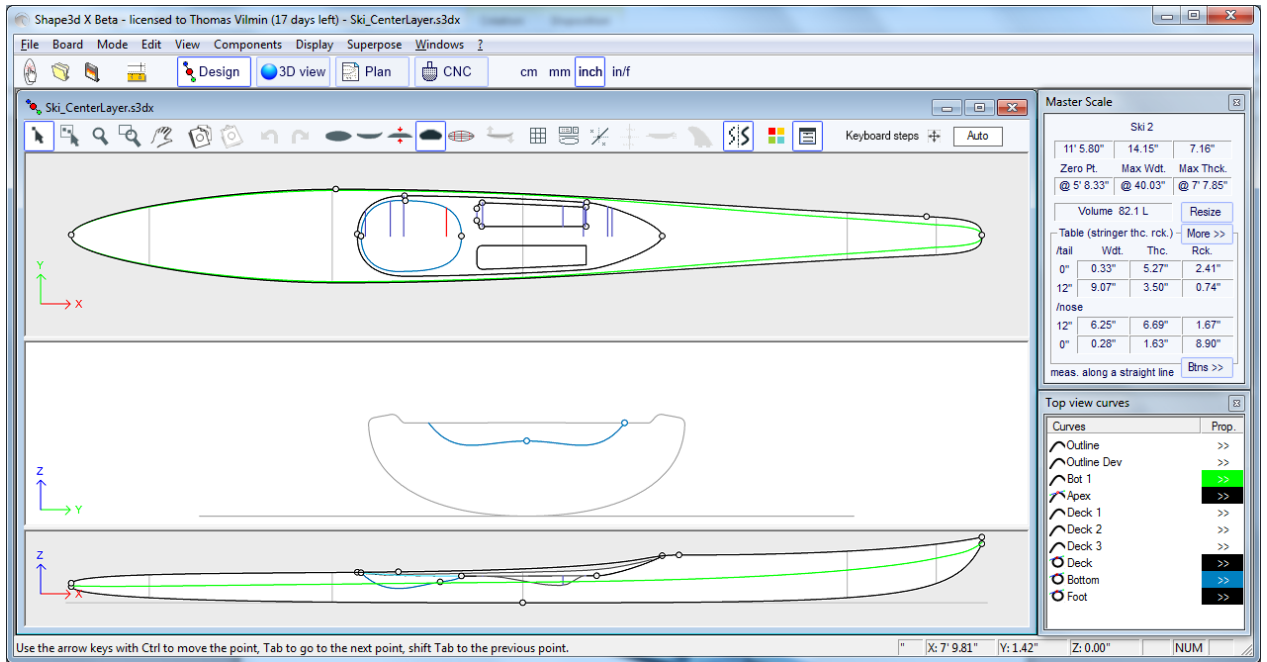 Shape3d X Beta - licensed to Thomas Vilmin (17 days left) - Ski_CenterLayer.s3dx
File Board Mode Edit View Components Display Superpose Windows ?
Design 3D view Plan CNC cm mm inch in/f
Ski_CenterLayer.s3dx
Keyboard steps Auto
Y
X
Z
Y
Z
X
Master Scale
Ski 2
11' 5.80" 14.15" 7.16"
Zero Pt. Max Wdt. Max Thck.
@ 5' 8.33" @ 40.03" @ 7' 7.85"
Volume 82.1 L Resize
Table (stringer thc. rck.) More >>
/tail Wdt. Thc. Rck.
0" 0.33" 5.27" 2.41"
12" 9.07" 3.50" 0.74"
/nose
12" 6.25" 6.69" 1.67"
0" 0.28" 1.63" 8.90"
meas. along a straight line Btns >>
Top view curves
Curves Prop.
Outline >>
Outline Dev >>
Bot 1 >>
Apex >>
Deck 1 >>
Deck 2 >>
Deck 3 >>
Deck >>
Bottom >>
Foot >>
Use the arrow keys with Ctrl to move the point, Tab to go to the next point, shift Tab to the previous point. " X: 7' 9.81" Y: 1.42" Z: 0.00" NUM